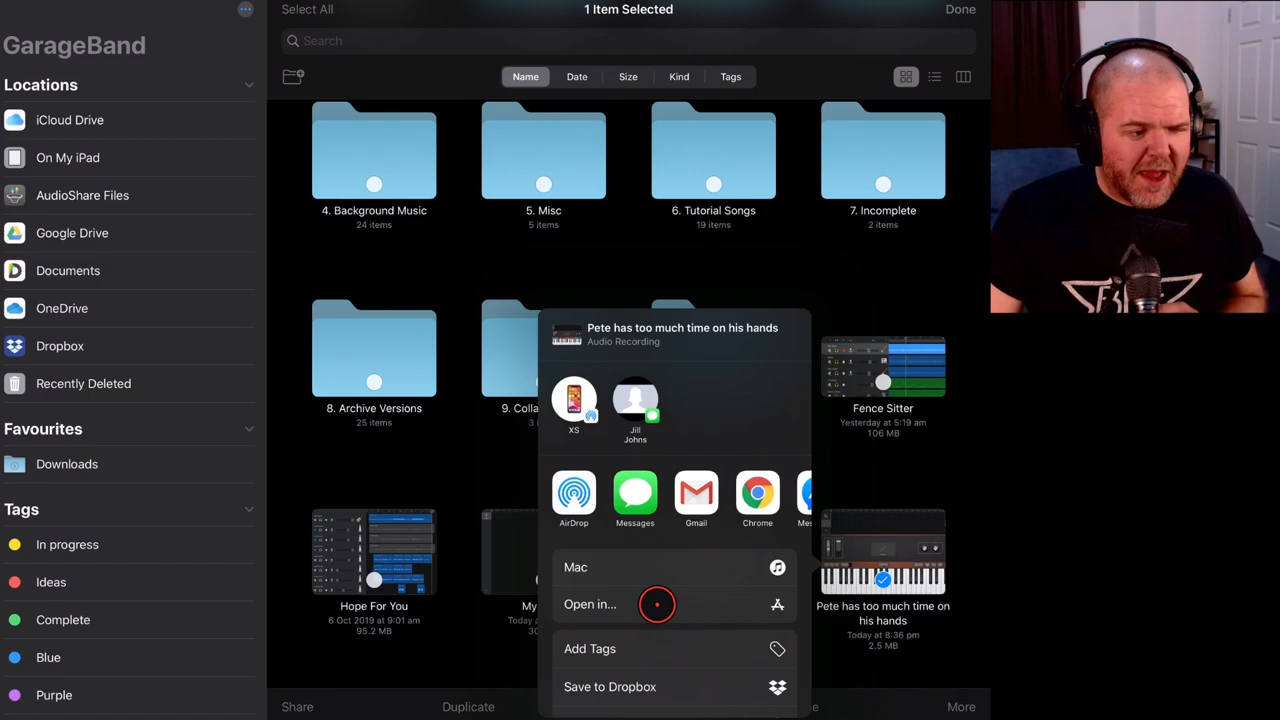 GarageBand
Locations
iCloud Drive
On My iPad
AudioShare Files
Google Drive
Documents
OneDrive
Dropbox
Recently Deleted
Favourites
Downloads
Tags
In progress
Ideas
Complete
Blue
Purple
Select All
1 Item Selected
Done
Search
Name
Date
Size
Kind
Tags
4. Background Music
24 items
5. Misc
5 items
6. Tutorial Songs
19 items
7. Incomplete
2 items
8. Archive Versions
25 items
9. Colla
Fence Sitter
Yesterday at 5:19 am
106 MB
Hope For You
6 Oct 2019 at 9:01 am
95.2 MB
My
Today a
30
Pete has too much time on
his hands
Today at 8:36 pm
2.5 MB
Pete has too much time on his hands
Audio Recording
XS
Jill
Johns
AirDrop
Messages
Gmail
Chrome
Mes
Mac
Open in...
Add Tags
Save to Dropbox
Share
Duplicate
More